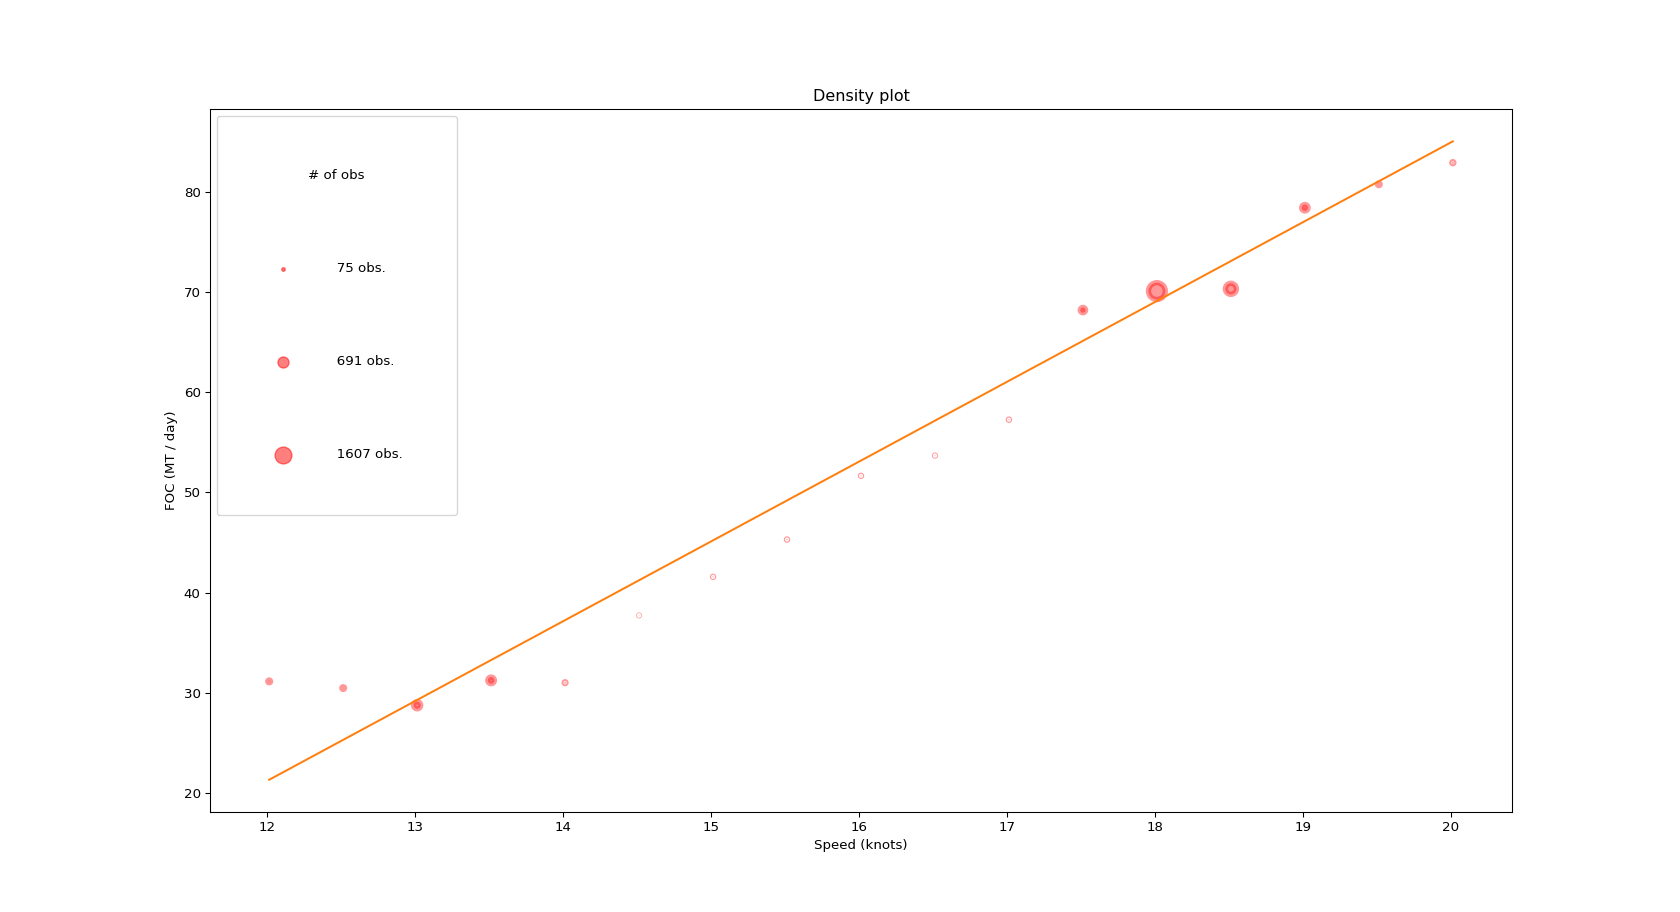 Density plot
# of obs
75 obs.
691 obs.
1607 obs.
FOC (MT / day)
80
70
60
50
40
30
20
12 13 14 15 16 17 18 19 20
Speed (knots)